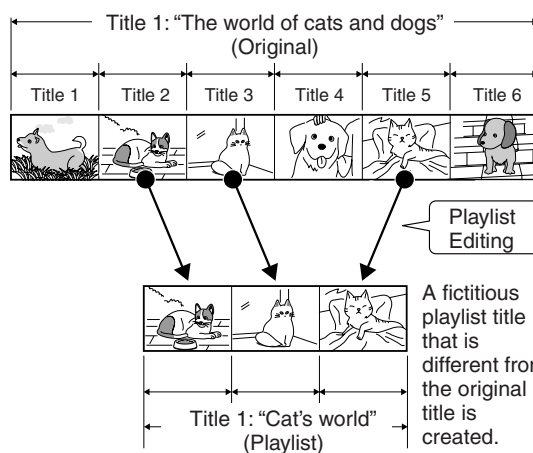 Title 1: “The world of cats and dogs”
(Original)
Title 1 Title 2 Title 3 Title 4 Title 5 Title 6
Playlist
Editing
A fictitious
playlist title
that is
different from
the original
title is
created.
Title 1: “Cat’s world”
(Playlist)